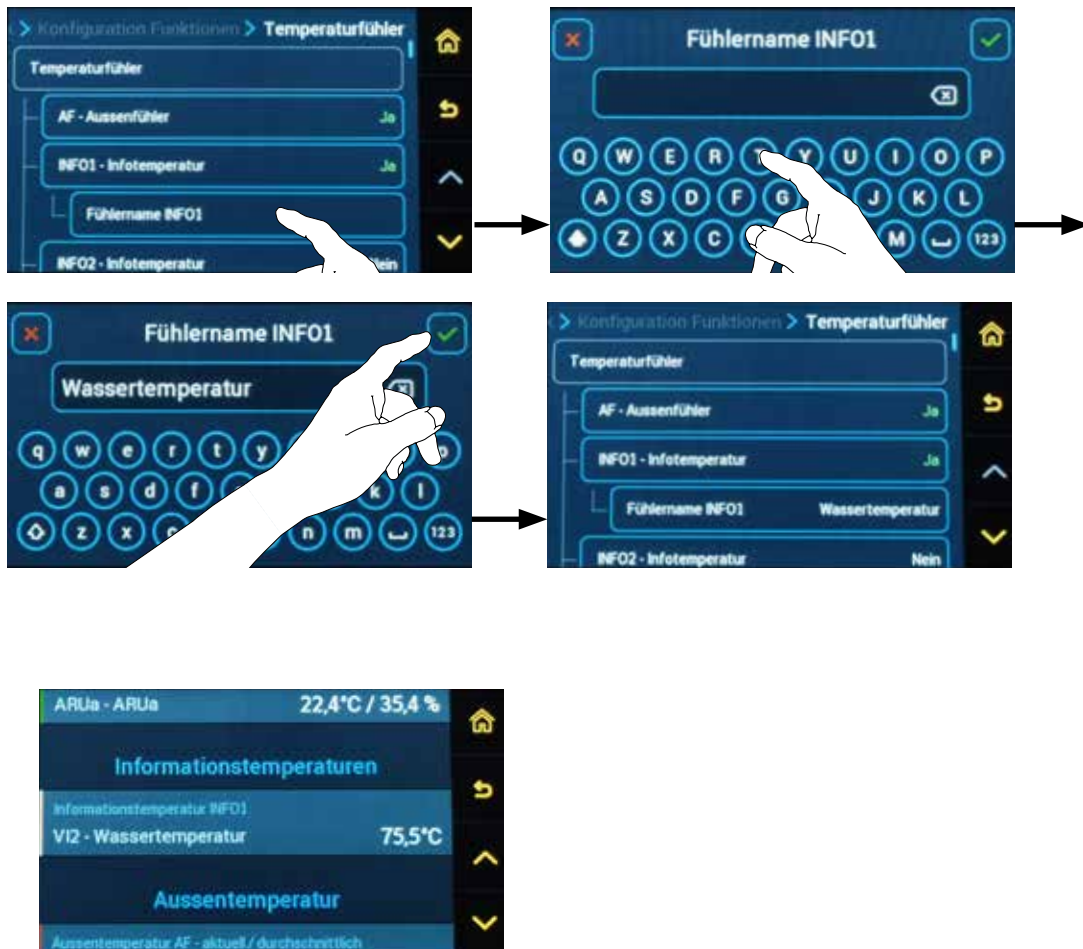 > Konfiguration Funktionen > Temperaturfühler
Temperaturfühler
AF - Aussenfühler Ja
INFO1 - Infotemperatur Ja
Fühlername INFO1
INFO2 - Infotemperatur Nein
Fühlername INFO1
Q W E R T Y U I O P
A S D F G J K L
Z X C M 123
Fühlername INFO1
Wassertemperatur
q w e r t y
a s d f k l
z x c n m 123
> Konfiguration Funktionen > Temperaturfühler
Temperaturfühler
AF - Aussenfühler Ja
INFO1 - Infotemperatur Ja
Fühlername INFO1 Wassertemperatur
INFO2 - Infotemperatur Nein
ARUa - ARUa 22,4°C / 35,4 %
Informationstemperaturen
Informationstemperatur INFO1
VI2 - Wassertemperatur 75,5°C
Aussentemperatur
Aussentemperatur AF - aktuell / durchschnittlich